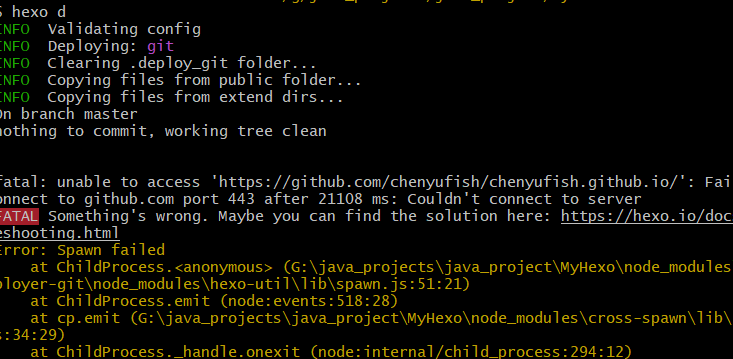 $ hexo d
INFO  Validating config
INFO  Deploying: git
INFO  Clearing .deploy_git folder...
INFO  Copying files from public folder...
INFO  Copying files from extend dirs...
On branch master
nothing to commit, working tree clean
fatal: unable to access 'https://github.com/chenyufish/chenyufish.github.io/': Fai
onnect to github.com port 443 after 21108 ms: Couldn't connect to server
FATAL Something's wrong. Maybe you can find the solution here: https://hexo.io/doc
eshooting.html
Error: Spawn failed
    at ChildProcess.<anonymous> (G:\java_projects\java_project\MyHexo\node_modules
ployer-git\node_modules\hexo-util\lib\spawn.js:51:21)
    at ChildProcess.emit (node:events:518:28)
    at cp.emit (G:\java_projects\java_project\MyHexo\node_modules\cross-spawn\lib\
s:34:29)
    at ChildProcess._handle.onexit (node:internal/child_process:294:12)